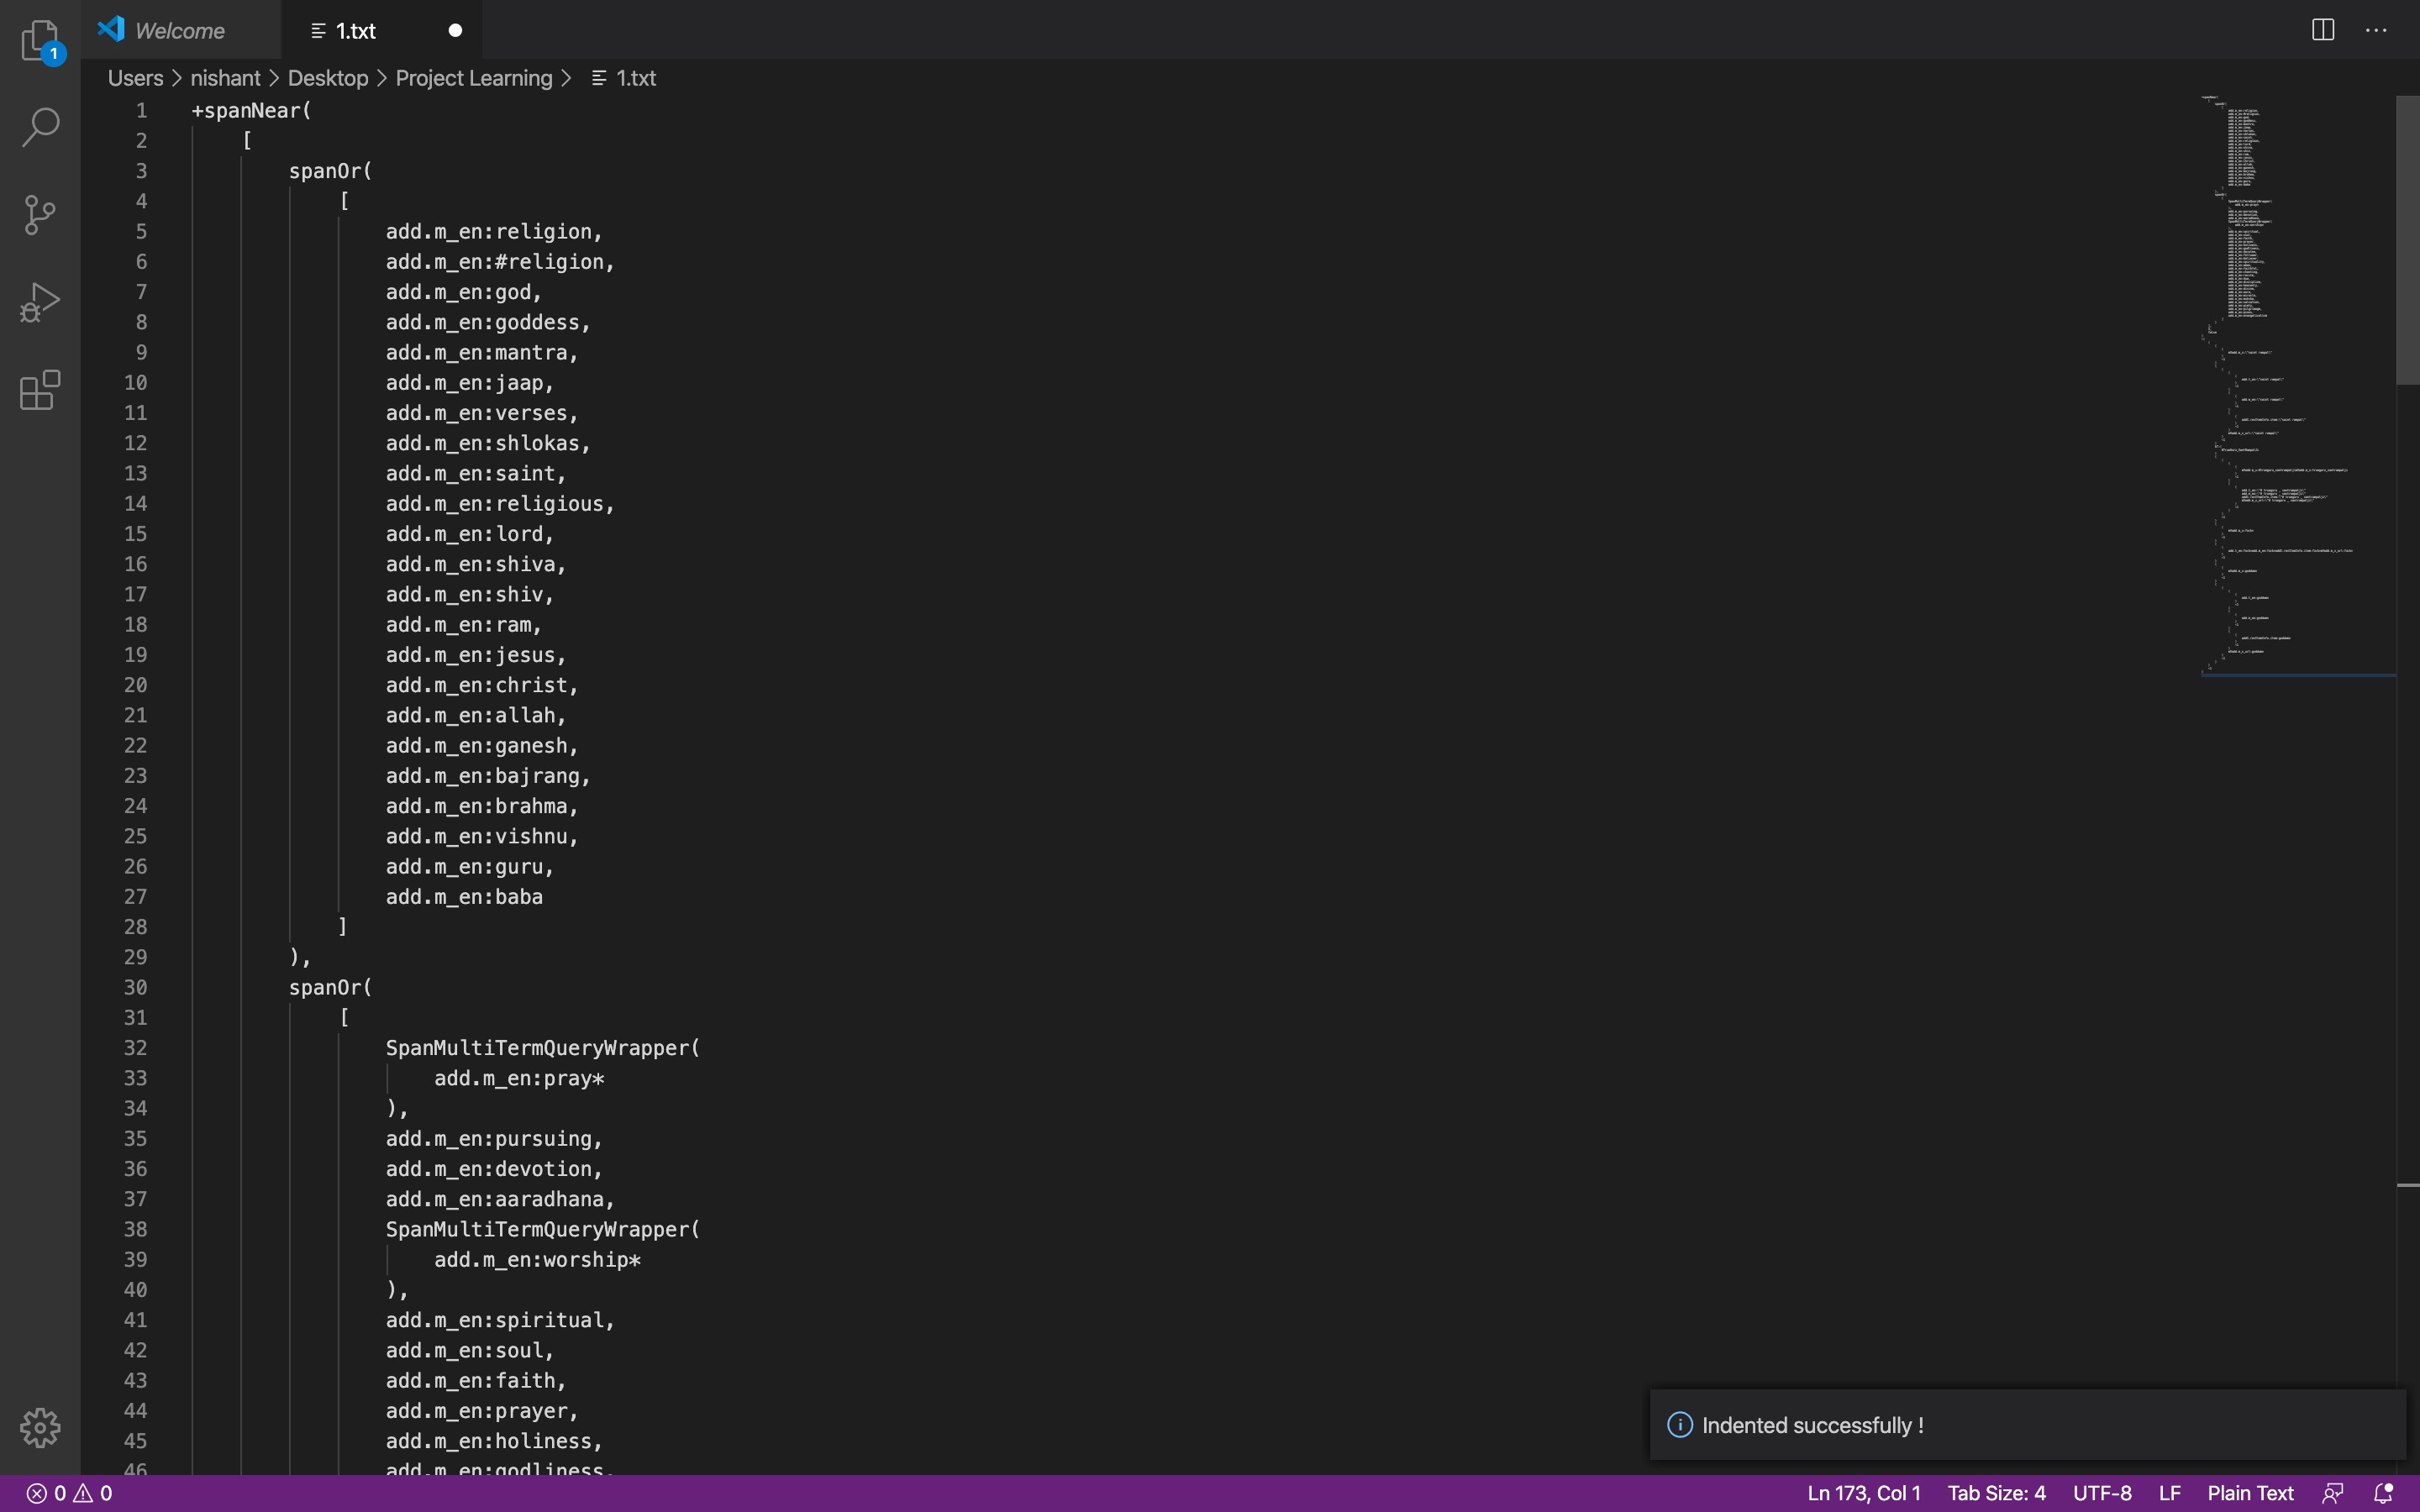 Welcome
1.txt
1
Users > nishant > Desktop > Project Learning > 1.txt
1 +spanNear(
2 [
3 spanOr(
4 [
5 add.m_en:religion,
6 add.m_en:#religion,
7 add.m_en:god,
8 add.m_en:goddess,
9 add.m_en:mantra,
10 add.m_en:jaap,
11 add.m_en:verses,
12 add.m_en:shlokas,
13 add.m_en:saint,
14 add.m_en:religious,
15 add.m_en:lord,
16 add.m_en:shiva,
17 add.m_en:shiv,
18 add.m_en:ram,
19 add.m_en:jesus,
20 add.m_en:christ,
21 add.m_en:allah,
22 add.m_en:ganesh,
23 add.m_en:bajrang,
24 add.m_en:brahma,
25 add.m_en:vishnu,
26 add.m_en:guru,
27 add.m_en:baba
28 ]
29 ),
30 spanOr(
31 [
32 SpanMultiTermQueryWrapper(
33 add.m_en:pray*
34 ),
35 add.m_en:pursuing,
36 add.m_en:devotion,
37 add.m_en:aaradhana,
38 SpanMultiTermQueryWrapper(
39 add.m_en:worship*
40 ),
41 add.m_en:spiritual,
42 add.m_en:soul,
43 add.m_en:faith,
44 add.m_en:prayer,
45 add.m_en:holiness,
46 add.m_en:godliness,
Indented successfully !
0 0
Ln 173, Col 1 Tab Size: 4 UTF-8 LF Plain Text